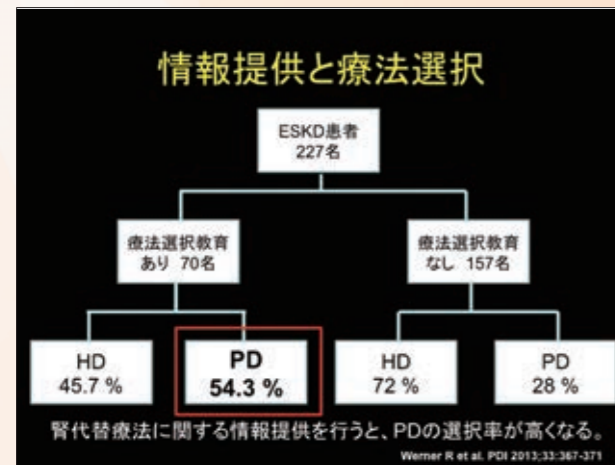 情報提供と療法選択
ESKD患者
227名
療法選択教育
あり 70名
療法選択教育
なし 157名
HD
45.7 %
PD
54.3 %
HD
72 %
PD
28 %
腎代替療法に関する情報提供を行うと、PDの選択率が高くなる。
Werner R et al. PDI 2013;33:367-371